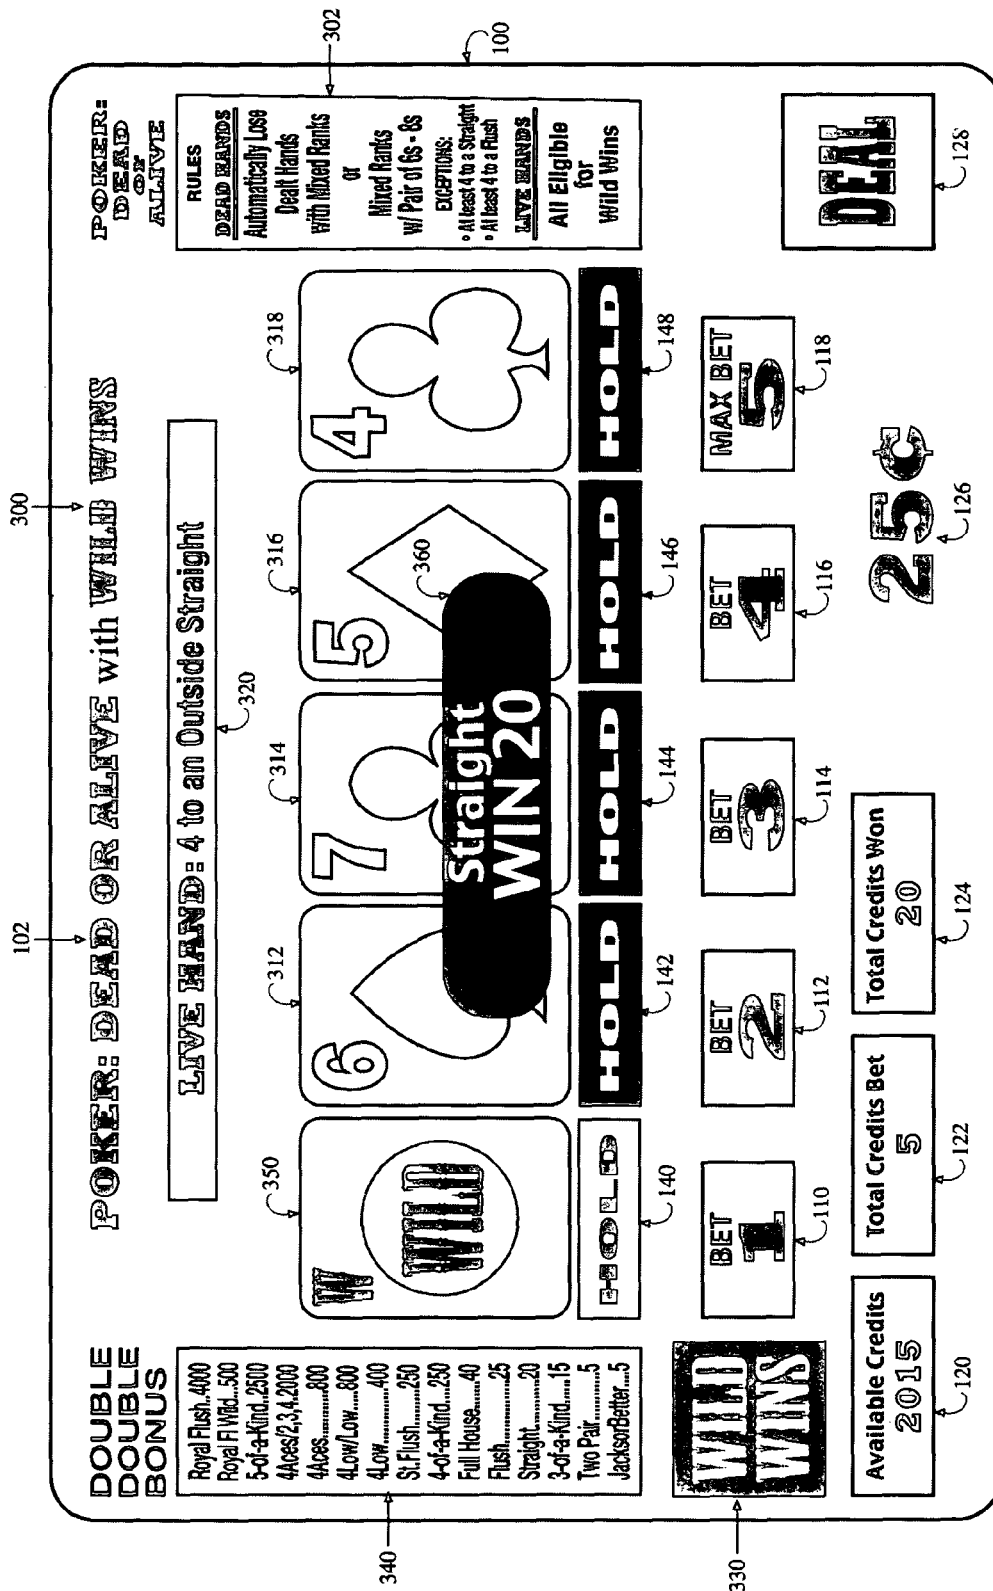 300
102
POKER: DEAD OR ALIVE with WILD WINS
DOUBLE
DOUBLE
BONUS
POKER:
DEAD
or
ALIVE
LIVE HAND: 4 to an Outside Straight
320
Royal Flush..4000
Royal Fl Wild...500
5-of-a-Kind.2500
4Aces/2,3,4.2000
4Aces..........800
4Low/Low...800
4Low..........400
St. Flush......250
4-of-a-Kind..250
Full House.....40
Flush............25
Straight.........20
3-of-a-Kind....15
Two Pair..........5
JacksorBetter...5
340
350
W
WILD
312
6
314
7
316
5
318
4
360
straight
WIN 20
RULES
DEAD HANDS
Automatically Lose
Dealt Hands
with Mixed Ranks
or
Mixed Ranks
w/ Pair of 6s - 8s
EXCEPTIONS:
• At least 4 to a Straight
• At least 4 to a Flush
LIVE HANDS
All Eligible
for
Wild Wins
302
100
HOLD
HOLD
HOLD
HOLD
HOLD
140
142
144
146
148
WILD
WINS
330
BET
1
110
BET
2
112
BET
3
114
BET
4
116
MAX BET
5
118
DEAL
128
Available Credits
2015
120
Total Credits Bet
5
122
Total Credits Won
20
124
25¢
126